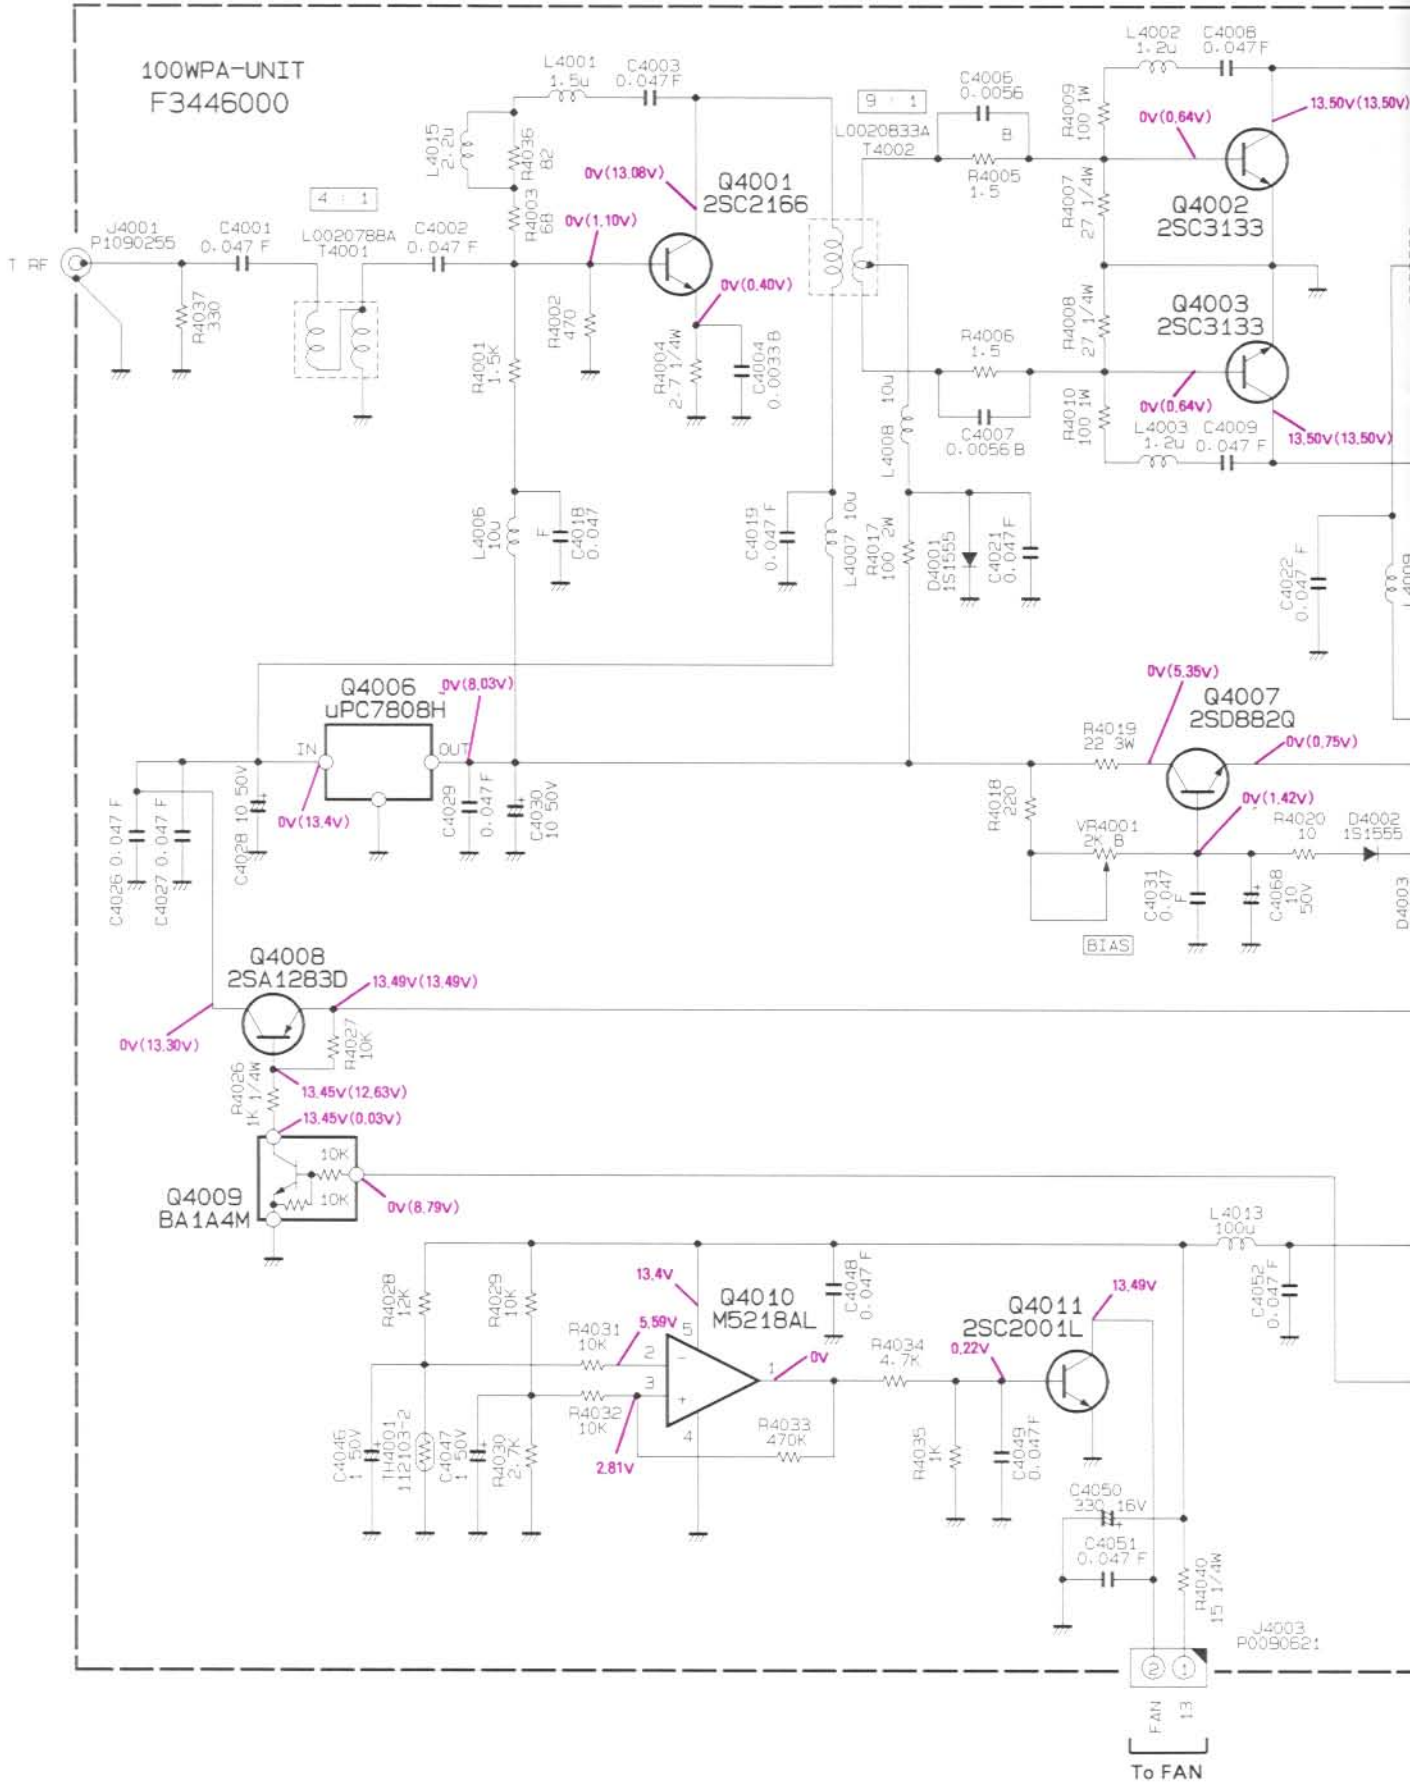 100WPA-UNIT
F3446000
L4001
1.5u
C4003
0.047 F
L4015
2.2u
R4036
82
R4003
68
0V(13.08V)
0V(1.10V)
Q4001
2SC2166
0V(0.40V)
9 : 1
L0020833A
T4002
C4006
0.0056
B
R4005
1.5
L4002
1.2u
C4008
0.047 F
R4009
100 1W
R4007
27 1/4W
0V(0.64V)
13.50V(13.50V)
Q4002
2SC3133
T RF
J4001
P1090255
C4001
0.047 F
4 : 1
L0020788A
T4001
C4002
0.047 F
R4037
330
R4001
1.5K
R4002
470
R4004
2.7 1/4W
C4004
0.0033B
R4006
1.5
C4007
0.0056 B
R4008
27 1/4W
Q4003
2SC3133
R4010
100 1W
0V(0.64V)
13.50V(13.50V)
L4003
1.2u
C4009
0.047 F
L4008 10u
L4006
10u
F
C4018
0.047
C4019
0.047 F
L4007 10u
R4017
100 2W
D4001
1S1555
C4021
0.047 F
C4022
0.047 F
L4009
Q4006
uPC7808H
0V(8.03V)
IN
OUT
0V(13.4V)
C4026 0.047 F
C4027 0.047 F
C4028 10 50V
C4029
0.047 F
C4030
10 50V
0V(5.35V)
Q4007
2SD882Q
R4019
22 3W
0V(0.75V)
R4018
220
VR4001
2K B
0V(1.42V)
R4020
10
D4002
1S1555
C4031
0.047
F
C4068
10
50V
D4003
BIAS
Q4008
2SA1283D
13.49V(13.49V)
0V(13.30V)
R4027
10K
R4026
1K 1/4W
13.45V(12.63V)
13.45V(0.03V)
10K
10K
Q4009
BA1A4M
0V(8.79V)
L4013
100u
C4052
0.047 F
R4028
12K
R4029
10K
13.4V
Q4010
M5218AL
C4048
0.047 F
Q4011
2SC2001L
13.49V
R4031
10K
5.59V
5
2
-
3
+
4
1
0V
R4034
4.7K
0.22V
R4032
10K
R4033
470K
2.81V
C4046
1 50V
TH4001
112103-2
C4047
1 50V
R4030
2.7K
R4035
1K
C4049
0.047F
C4050
330 16V
C4051
0.047 F
R4040
15 1/4W
J4003
P0090621
2
1
FAN
13
To FAN